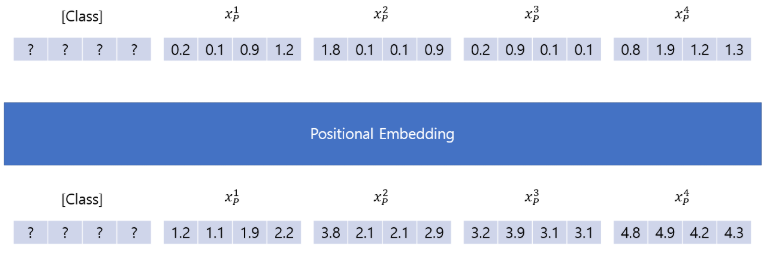 [Class] x_P^1 x_P^2 x_P^3 x_P^4
? ? ? ? 0.2 0.1 0.9 1.2 1.8 0.1 0.1 0.9 0.2 0.9 0.1 0.1 0.8 1.9 1.2 1.3
Positional Embedding
[Class] x_P^1 x_P^2 x_P^3 x_P^4
? ? ? ? 1.2 1.1 1.9 2.2 3.8 2.1 2.1 2.9 3.2 3.9 3.1 3.1 4.8 4.9 4.2 4.3